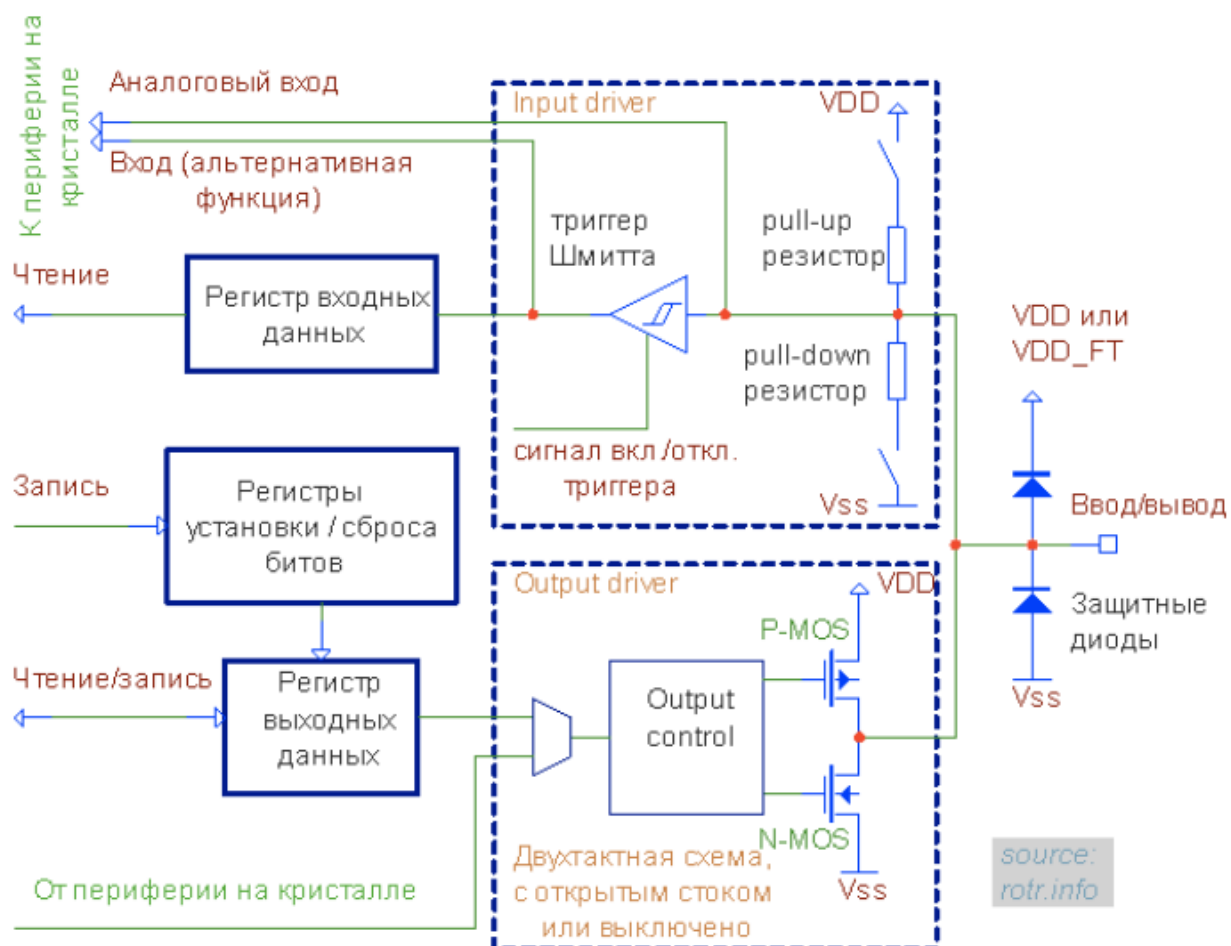 К периферии на
кристалле
Аналоговый вход
Вход (альтернативная
функция)
Чтение
Регистр входных
данных
Input driver
VDD
триггер
Шмитта
pull-up
резистор
pull-down
резистор
сигнал вкл./откл.
триггера
Vss
VDD или
VDD_FT
Ввод/вывод
Защитные
диоды
Vss
Запись
Регистры
установки / сброса
битов
Чтение/запись
Регистр
выходных
данных
Output driver
VDD
P-MOS
Output
control
N-MOS
Vss
Двухтактная схема,
с открытым стоком
или выключено
От периферии на кристалле
source:
rotr.info